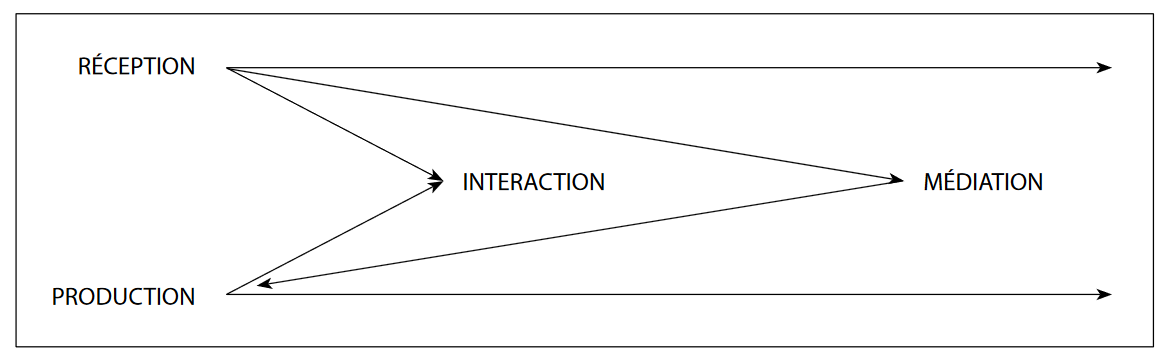 RÉCEPTION
INTERACTION
MÉDIATION
PRODUCTION